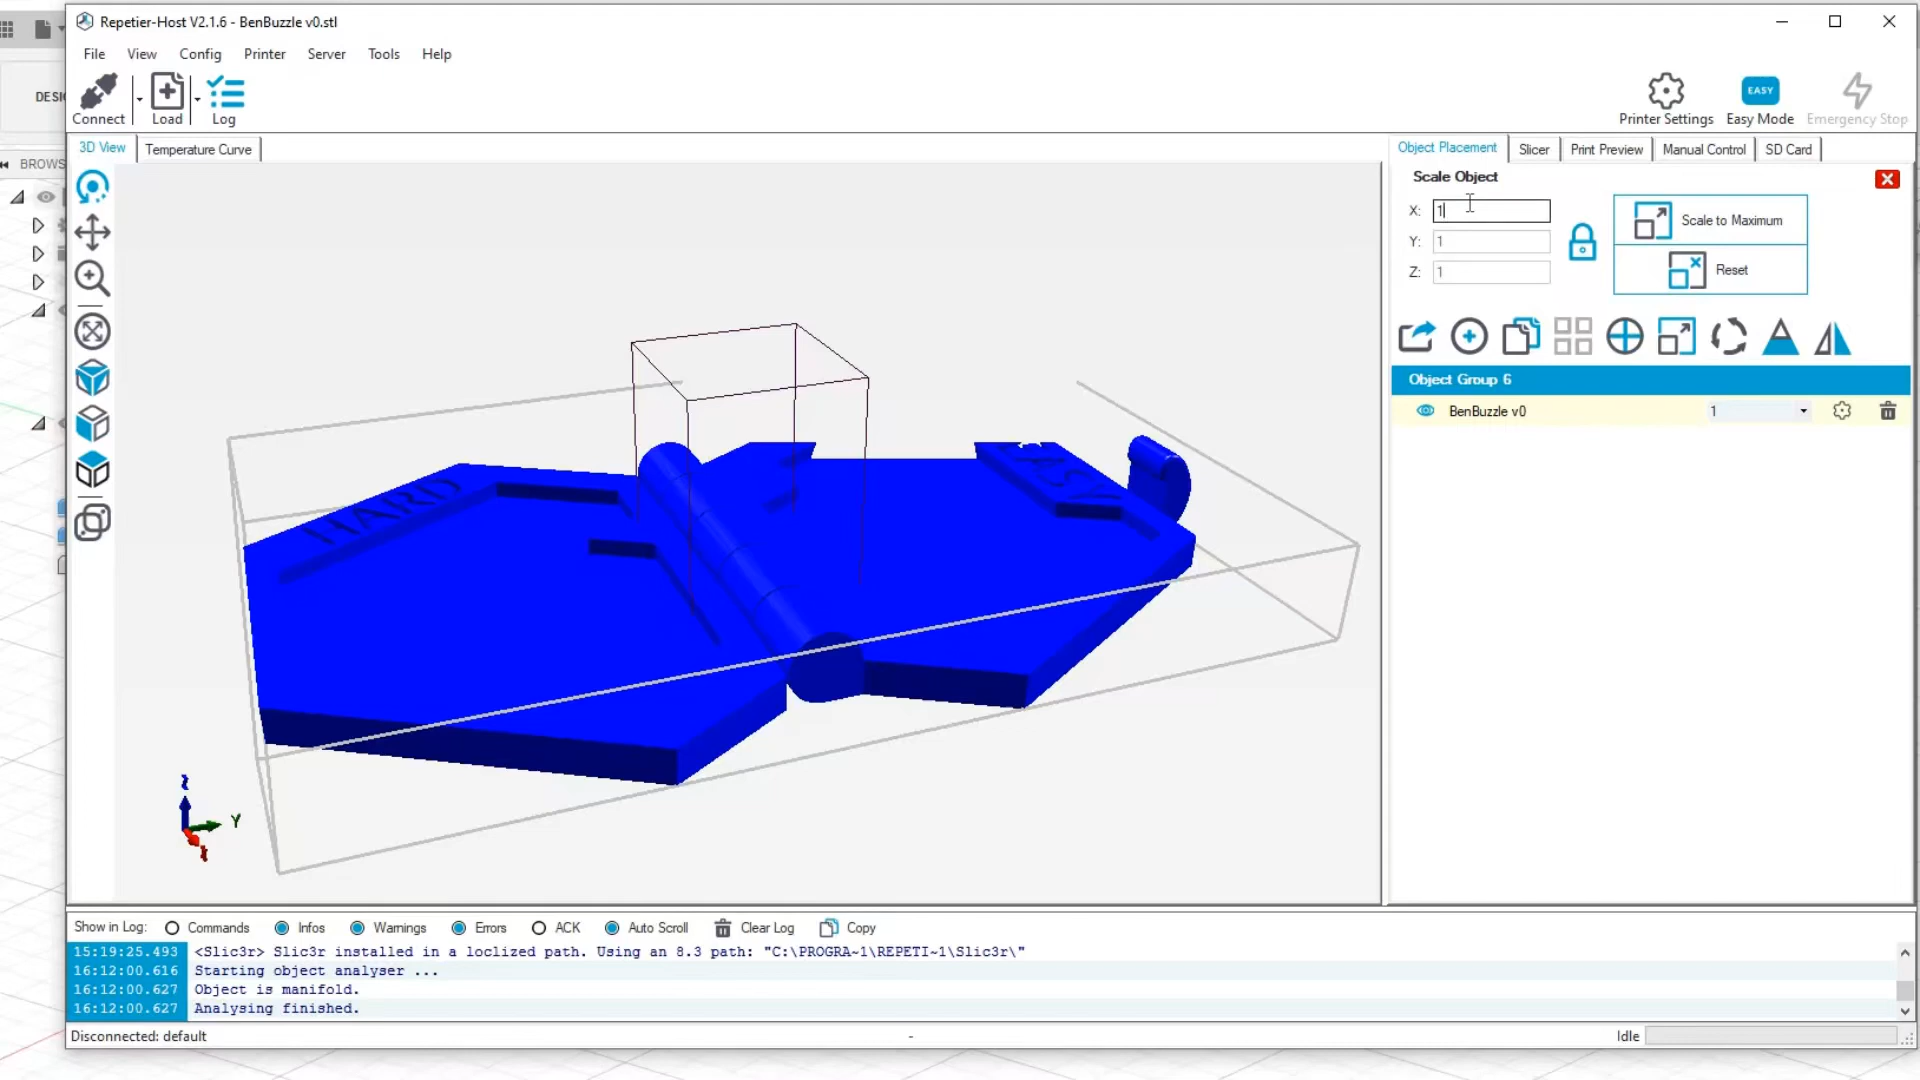 Repetier-Host V2.1.6 - BenBuzzle v0.stl
File View Config Printer Server Tools Help
Connect Load Log
Printer Settings Easy Mode Emergency Stop
EASY
3D View Temperature Curve
Object Placement Slicer Print Preview Manual Control SD Card
Scale Object
X: 1
Y: 1
Z: 1
Scale to Maximum
Reset
Object Group 6
BenBuzzle v0 1
HARD
Z
Y
Show in Log: Commands Infos Warnings Errors ACK Auto Scroll Clear Log Copy
15:19:25.493 <Slic3r> Slic3r installed in a loclized path. Using an 8.3 path: "C:\PROGRA~1\REPETI~1\Slic3r\"
16:12:00.616 Starting object analyser ...
16:12:00.627 Object is manifold.
16:12:00.627 Analysing finished.
Disconnected: default - Idle
DESI
BROWS